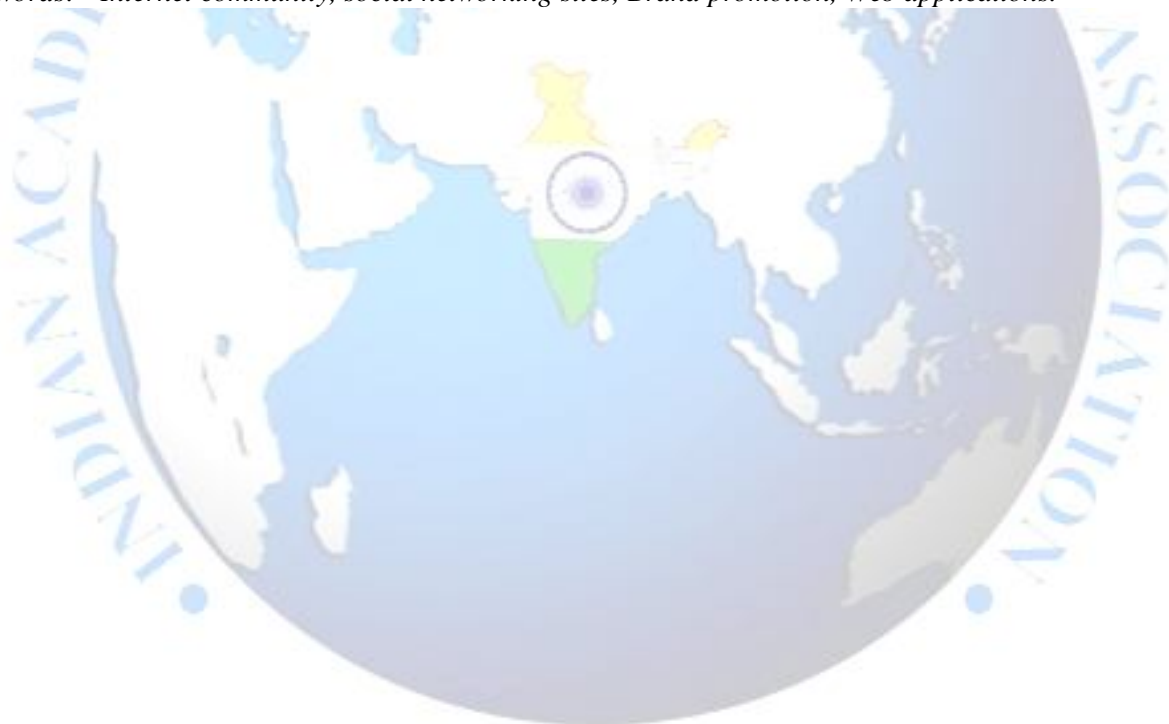 words: - Internet community, social networking sites, Brand promotion, Web applications.
INDIAN ACAD
ASSOCIATION